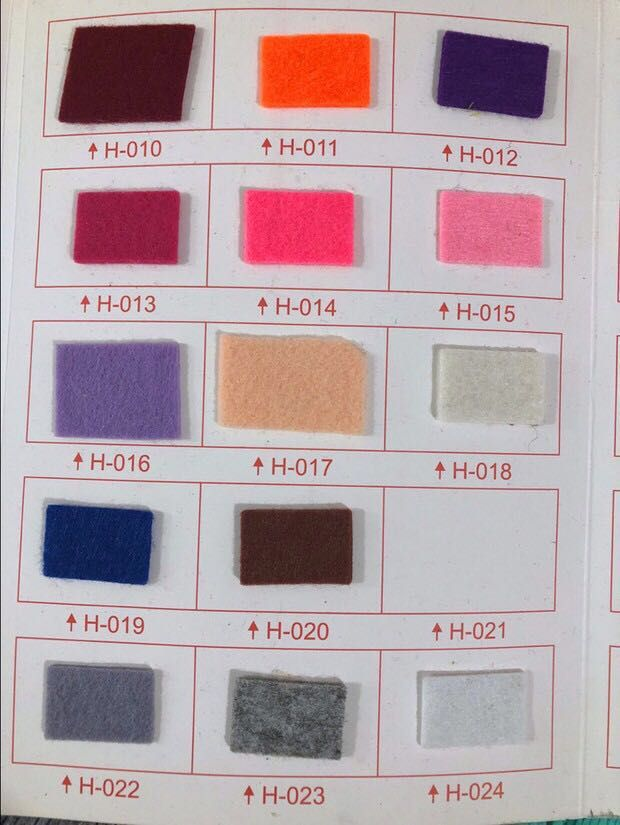 ↑ H-010 ↑ H-011 ↑ H-012
↑ H-013 ↑ H-014 ↑ H-015
↑ H-016 ↑ H-017 ↑ H-018
↑ H-019 ↑ H-020 ↑ H-021
↑ H-022 ↑ H-023 ↑ H-024